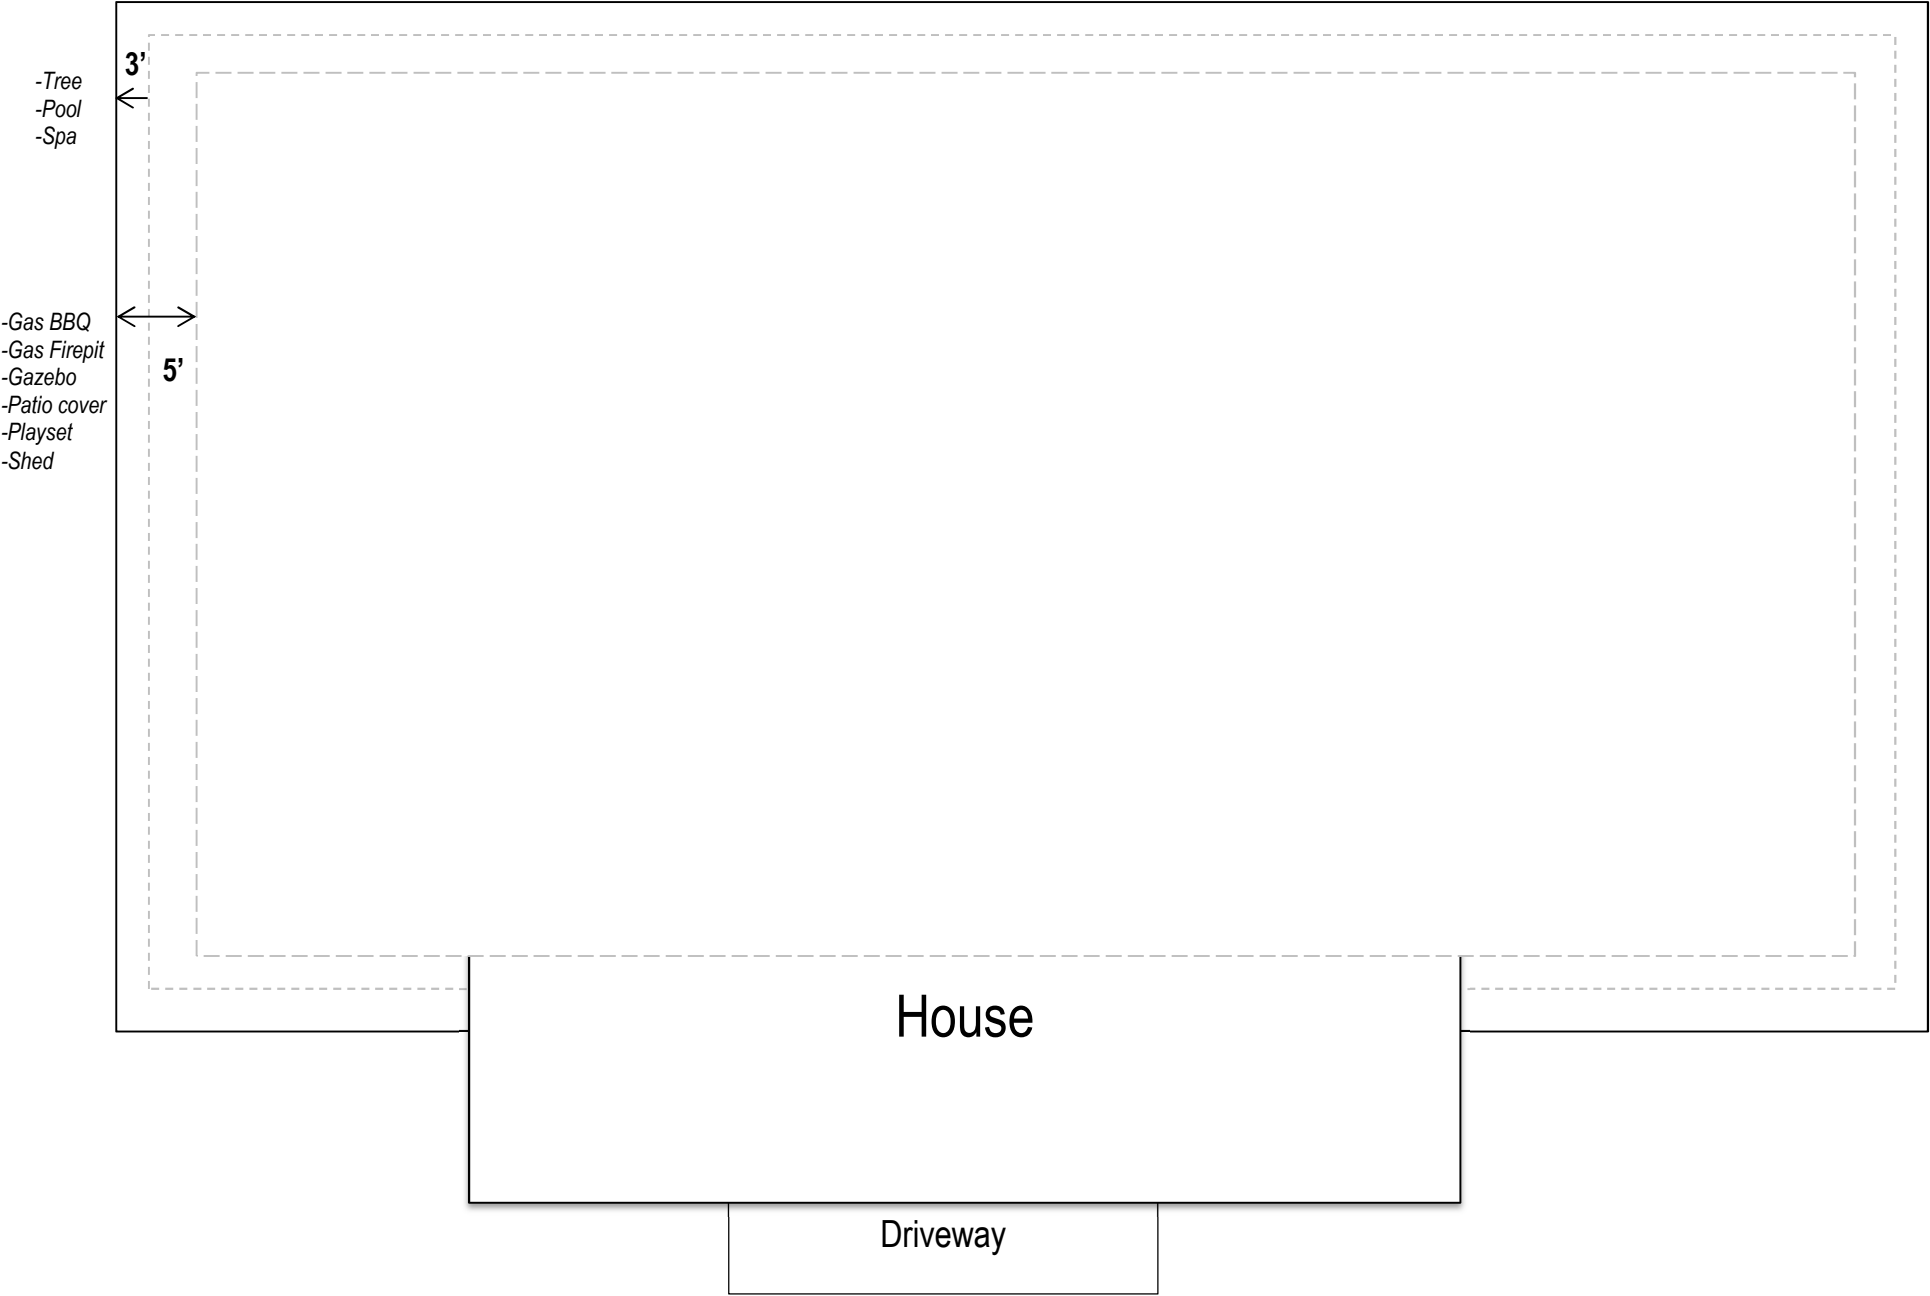 3’
-Tree
-Pool
-Spa
-Gas BBQ
-Gas Firepit
5’
-Gazebo
-Patio cover
-Playset
-Shed
House
Driveway